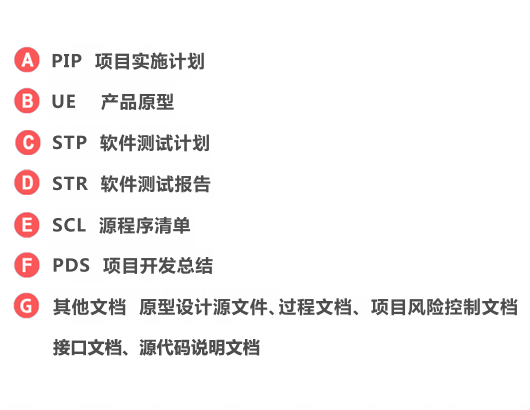 A PIP 项目实施计划
B UE 产品原型
C STP 软件测试计划
D STR 软件测试报告
E SCL 源程序清单
F PDS 项目开发总结
G 其他文档 原型设计源文件、过程文档、项目风险控制文档
接口文档、源代码说明文档